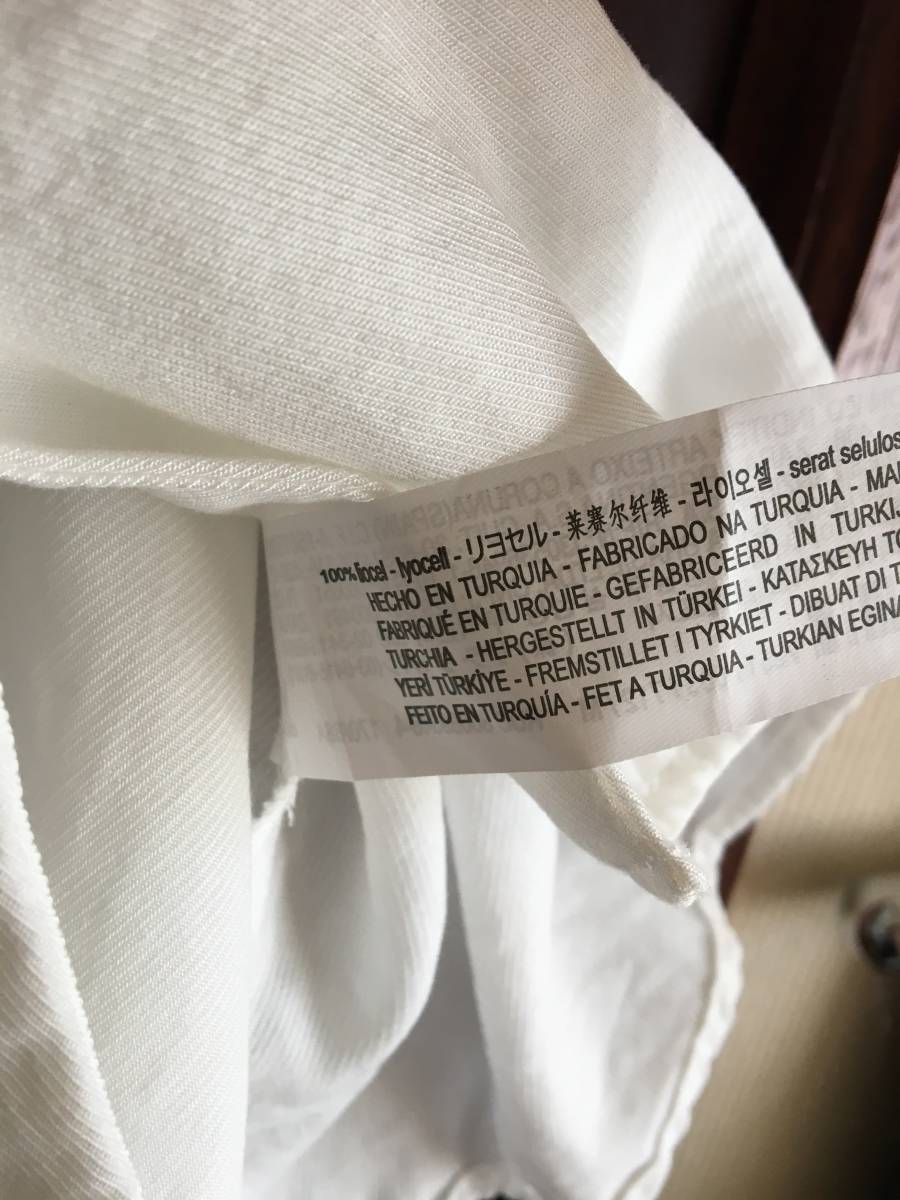 100% liocel - lyocell - リヨセル - 莱赛尔纤维 - 라이오셀 - serat selulos
HECHO EN TURQUIA - FABRICADO NA TURQUIA - MA
FABRIQUÉ EN TURQUIE - GEFABRICEERD IN TURKIJ
TURCHIA - HERGESTELLT IN TÜRKEI - ΚΑΤΑΣΚΕΥΗ ΤΟ
YERİ TÜRKİYE - FREMSTILLET I TYRKIET - DIBUAT DI T
FEITO EN TURQUÍA - FET A TURQUIA - TURKIAN EGINA